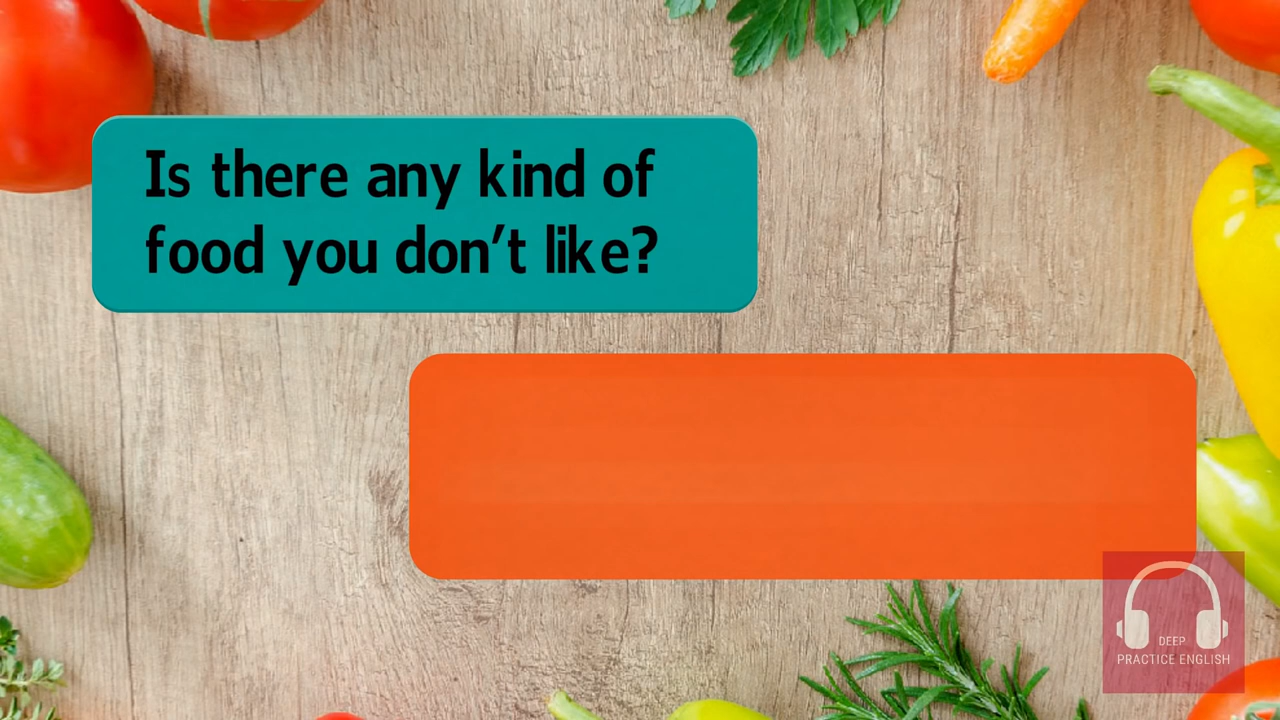 Is there any kind of
food you don't like?
DEEP
PRACTICE ENGLISH